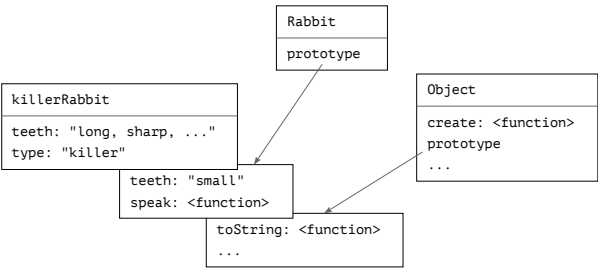 Rabbit
prototype
killerRabbit
teeth: "long, sharp, ..."
type: "killer"
Object
create: <function>
prototype
...
teeth: "small"
speak: <function>
toString: <function>
...